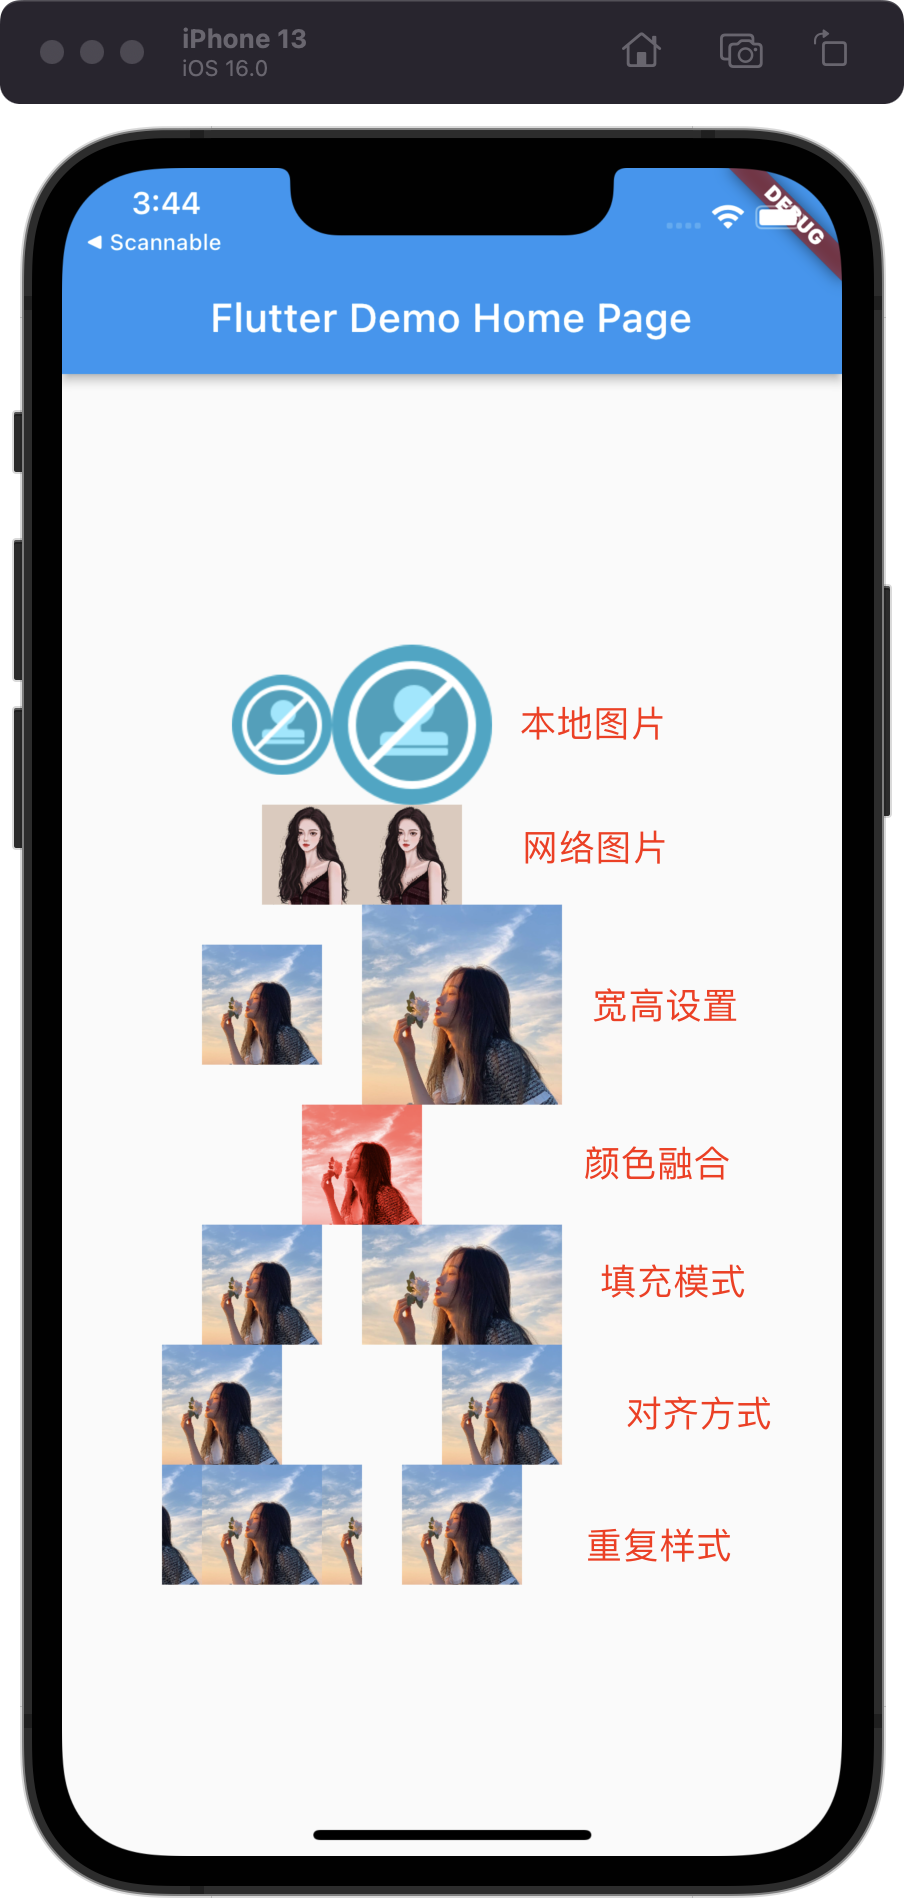 iPhone 13
iOS 16.0
3:44
Scannable
DEBUG
Flutter Demo Home Page
本地图片
网络图片
宽高设置
颜色融合
填充模式
对齐方式
重复样式